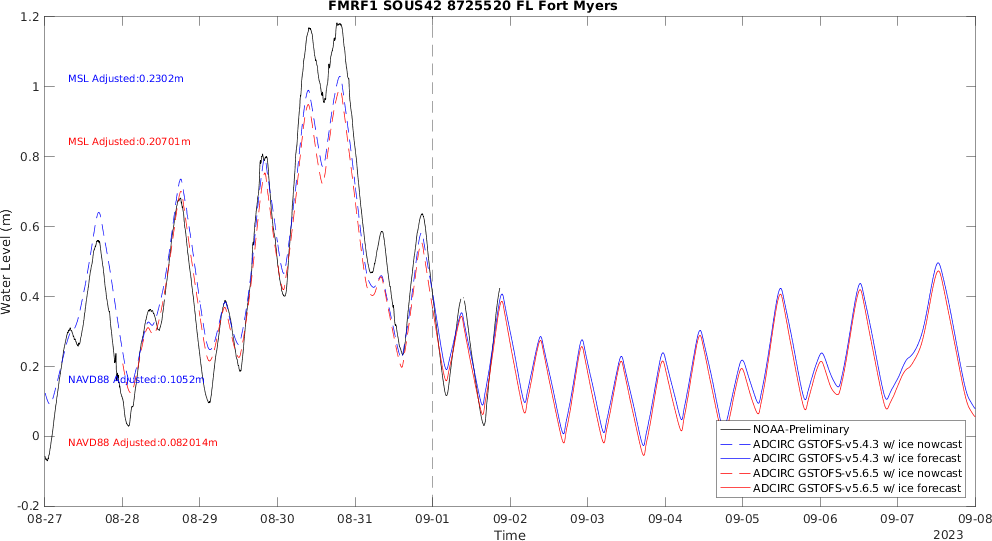 FMRF1 SOUS42 8725520 FL Fort Myers
1.2
1
0.8
0.6
0.4
0.2
0
-0.2
Water Level (m)
MSL Adjusted:0.2302m
MSL Adjusted:0.20701m
NAVD88 Adjusted:0.1052m
NAVD88 Adjusted:0.082014m
NOAA-Preliminary
ADCIRC GSTOFS-v5.4.3 w/ ice nowcast
ADCIRC GSTOFS-v5.4.3 w/ ice forecast
ADCIRC GSTOFS-v5.6.5 w/ ice nowcast
ADCIRC GSTOFS-v5.6.5 w/ ice forecast
08-27 08-28 08-29 08-30 08-31 09-01 09-02 09-03 09-04 09-05 09-06 09-07 09-08
Time
2023